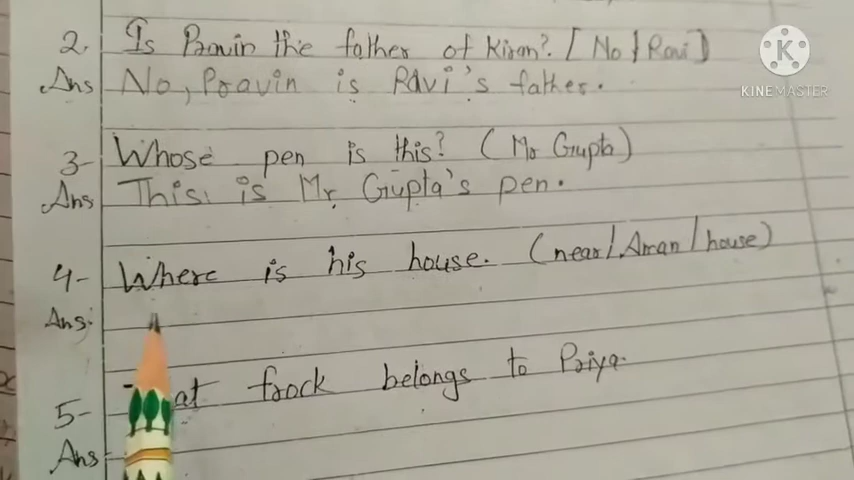 2. Is Pravin the father of Kiran? [No/Ravi]
Ans No, Pravin is Ravi's father.
3- Whose pen is this? (Mr Gupta)
Ans This is Mr. Gupta's pen.
4- Where is his house. (near/Aman/house)
Ans:
5- at frock belongs to Priya.
Ans
K
KINEMASTER